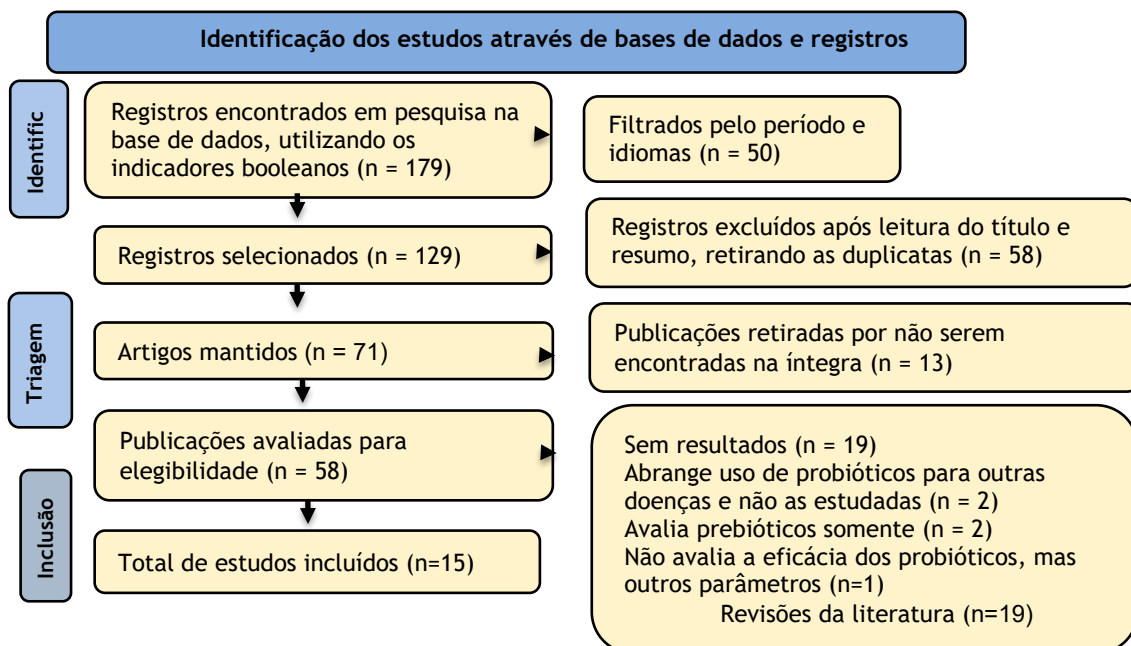 Identificação dos estudos através de bases de dados e registros
Identific
Registros encontrados em pesquisa na
base de dados, utilizando os
indicadores booleanos (n = 179)
Filtrados pelo período e
idiomas (n = 50)
Registros selecionados (n = 129)
Registros excluídos após leitura do título e
resumo, retirando as duplicatas (n = 58)
Triagem
Artigos mantidos (n = 71)
Publicações retiradas por não serem
encontradas na íntegra (n = 13)
Publicações avaliadas para
elegibilidade (n = 58)
Sem resultados (n = 19)
Abrange uso de probióticos para outras
doenças e não as estudadas (n = 2)
Avalia prebióticos somente (n = 2)
Não avalia a eficácia dos probióticos, mas
outros parâmetros (n=1)
Revisões da literatura (n=19)
Inclusão
Total de estudos incluídos (n=15)